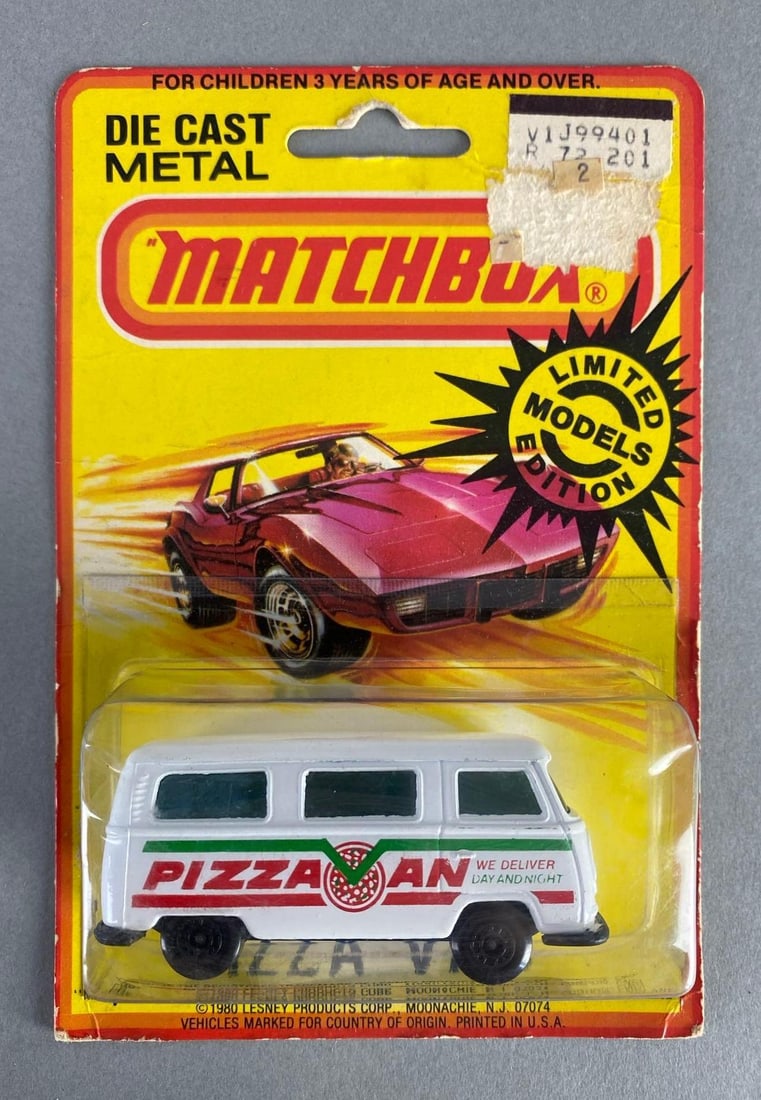 FOR CHILDREN 3 YEARS OF AGE AND OVER.
DIE CAST
METAL
V1J99401
R 72 201
2
"MATCHBOX®
LIMITED
MODELS
EDITION
PIZZA VAN
WE DELIVER
DAY AND NIGHT
PIZZA V
©1980 LESNEY PRODUCTS CORP., MOONACHIE, N.J. 07074
VEHICLES MARKED FOR COUNTRY OF ORIGIN. PRINTED IN U.S.A.